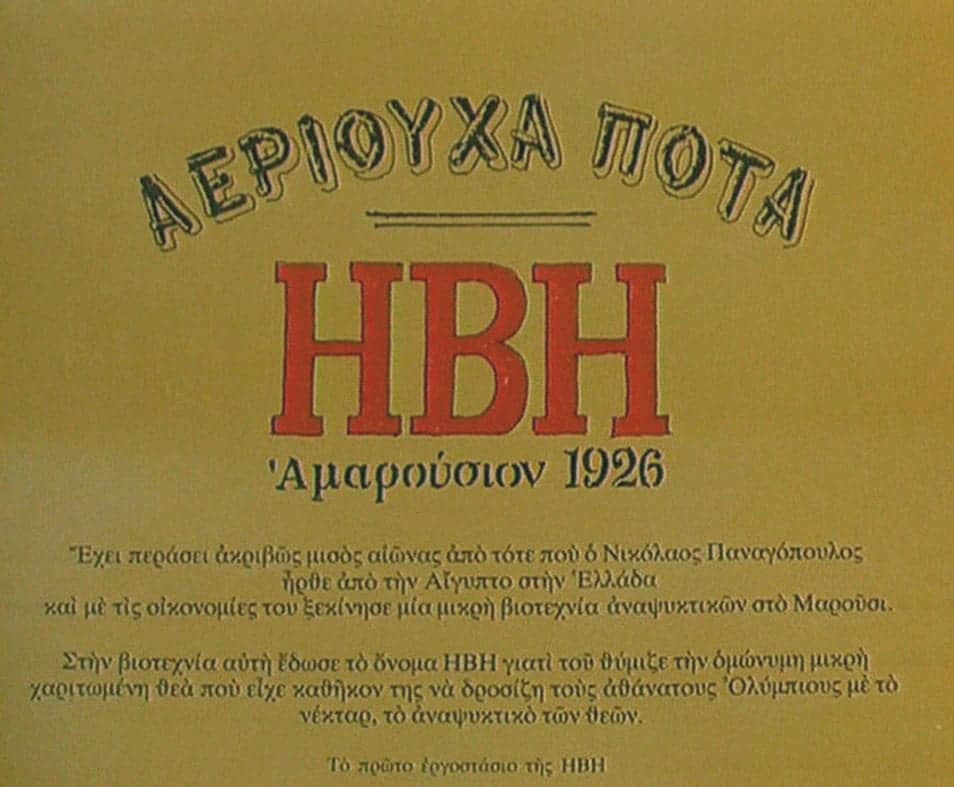 ΑΕΡΙΟΥΧΑ ΠΟΤΑ
ΗΒΗ
Ἀμαρούσιον 1926
Ἔχει περάσει ἀκριβῶς μισὸς αἰῶνας ἀπὸ τότε ποὺ ὁ Νικόλαος Παναγόπουλος
ἦρθε ἀπὸ τὴν Αἴγυπτο στὴν Ἑλλάδα
καὶ μὲ τὶς οἰκονομίες του ξεκίνησε μία μικρὴ βιοτεχνία ἀναψυκτικῶν στὸ Μαροῦσι.
Στὴν βιοτεχνία αὐτὴ ἔδωσε τὸ ὄνομα ΗΒΗ γιατὶ τοῦ θύμιζε τὴν ὁμώνυμη μικρὴ
χαριτωμένη θεὰ ποὺ εἶχε καθῆκον της νὰ δροσίζη τοὺς ἀθάνατους Ὀλύμπιους μὲ τὸ
νέκταρ, τὸ ἀναψυκτικὸ τῶν θεῶν.
Τὸ πρῶτο ἐργοστάσιο τῆς ΗΒΗ